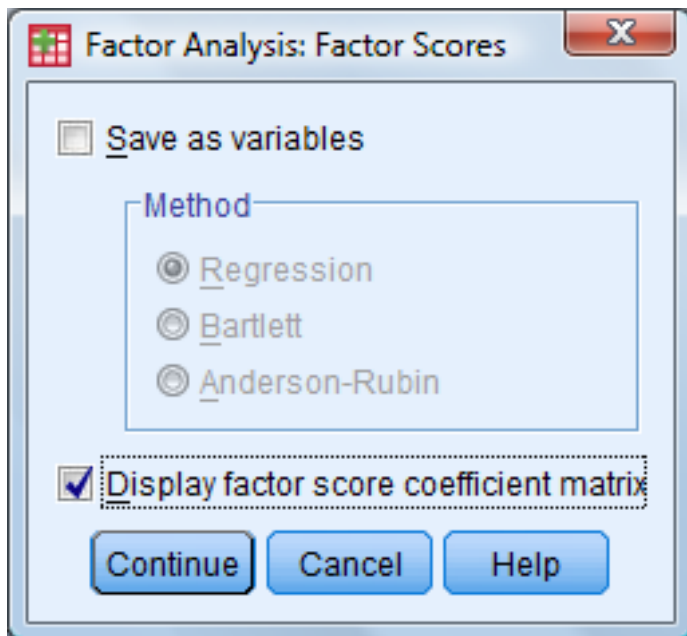 Factor Analysis: Factor Scores
Save as variables
Method
Regression
Bartlett
Anderson-Rubin
Display factor score coefficient matrix
Continue Cancel Help